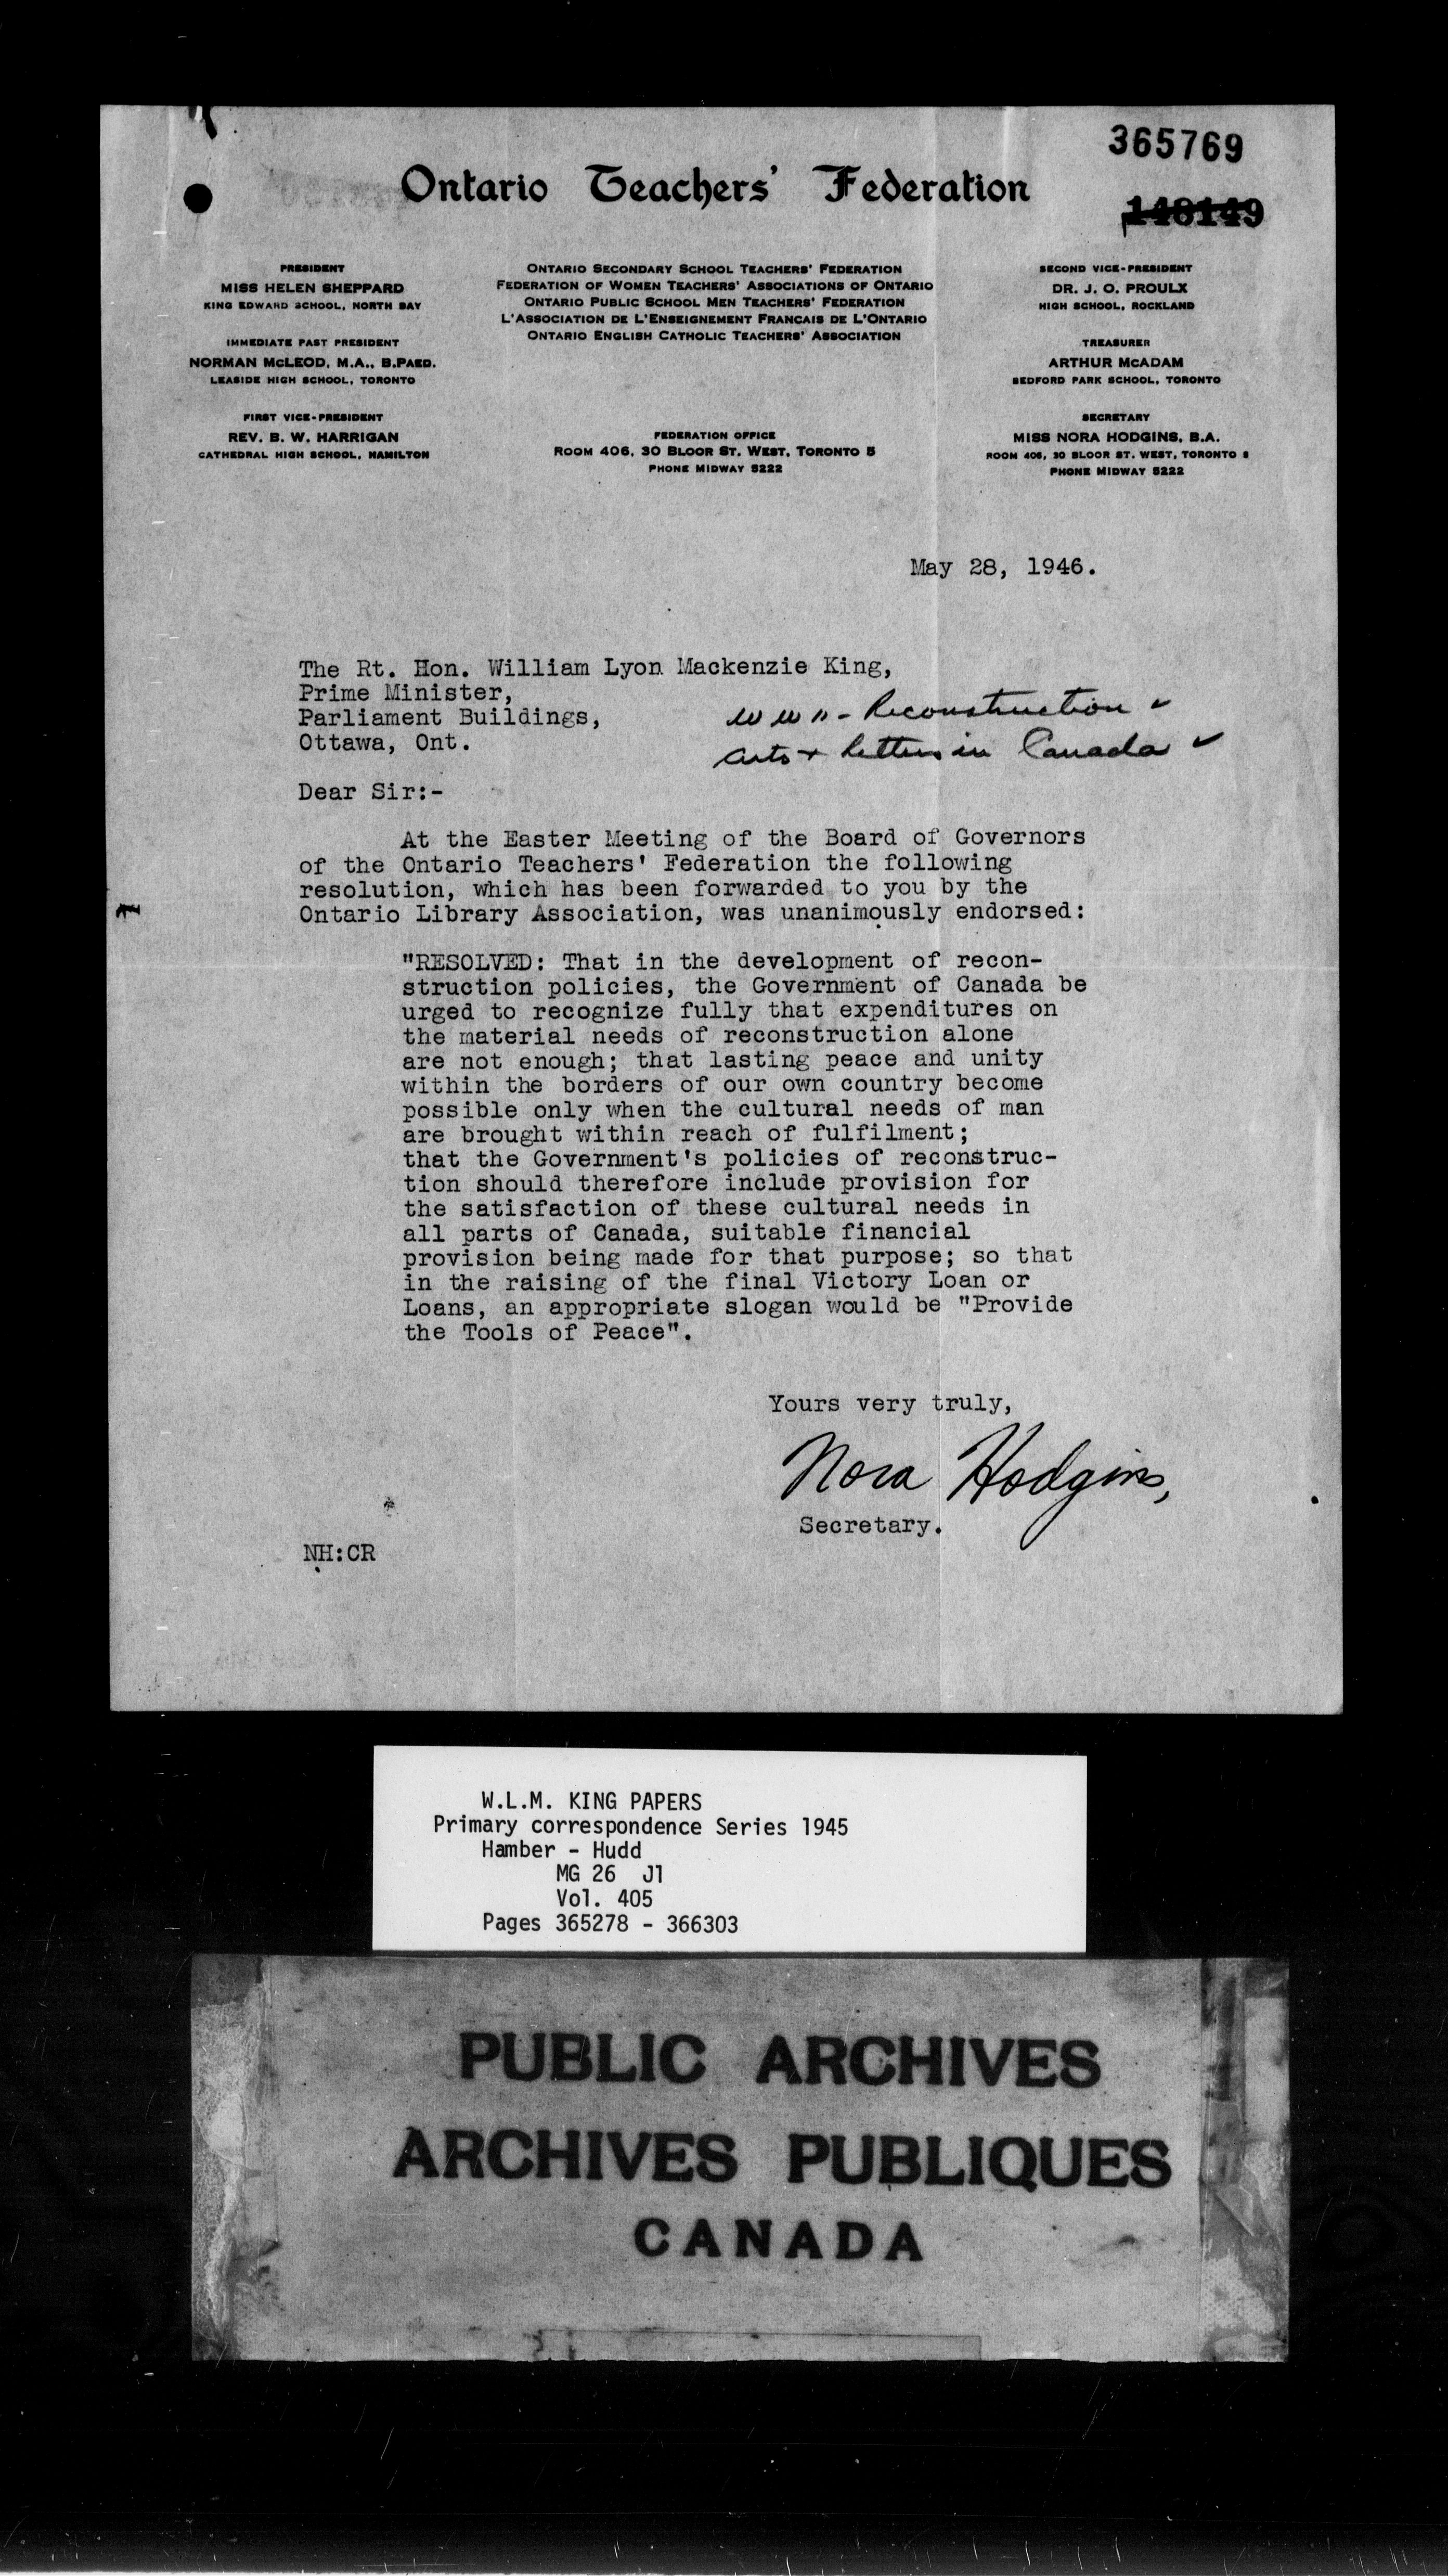 365769
Ontario Teachers' Federation
148149
PRESIDENT
MISS HELEN SHEPPARD
KING EDWARD SCHOOL, NORTH BAY
IMMEDIATE PAST PRESIDENT
NORMAN McLEOD, M.A., B.PAED.
LEASIDE HIGH SCHOOL, TORONTO
FIRST VICE-PRESIDENT
REV. B. W. HARRIGAN
CATHEDRAL HIGH SCHOOL, HAMILTON
ONTARIO SECONDARY SCHOOL TEACHERS' FEDERATION
FEDERATION OF WOMEN TEACHERS' ASSOCIATIONS OF ONTARIO
ONTARIO PUBLIC SCHOOL MEN TEACHERS' FEDERATION
L'ASSOCIATION DE L'ENSEIGNEMENT FRANCAIS DE L'ONTARIO
ONTARIO ENGLISH CATHOLIC TEACHERS' ASSOCIATION
FEDERATION OFFICE
ROOM 406, 30 BLOOR ST. WEST, TORONTO 5
PHONE MIDWAY 5222
SECOND VICE-PRESIDENT
DR. J. O. PROULX
HIGH SCHOOL, ROCKLAND
TREASURER
ARTHUR McADAM
BEDFORD PARK SCHOOL, TORONTO
SECRETARY
MISS NORA HODGINS, B.A.
ROOM 406, 30 BLOOR ST. WEST, TORONTO 5
PHONE MIDWAY 5222
May 28, 1946.
The Rt. Hon. William Lyon Mackenzie King,
Prime Minister,
Parliament Buildings,
Ottawa, Ont.
W W II - Reconstruction ✓
Arts + Letters in Canada ✓
Dear Sir:-
At the Easter Meeting of the Board of Governors
of the Ontario Teachers' Federation the following
resolution, which has been forwarded to you by the
Ontario Library Association, was unanimously endorsed:
"RESOLVED: That in the development of recon-
struction policies, the Government of Canada be
urged to recognize fully that expenditures on
the material needs of reconstruction alone
are not enough; that lasting peace and unity
within the borders of our own country become
possible only when the cultural needs of man
are brought within reach of fulfilment;
that the Government's policies of reconstruc-
tion should therefore include provision for
the satisfaction of these cultural needs in
all parts of Canada, suitable financial
provision being made for that purpose; so that
in the raising of the final Victory Loan or
Loans, an appropriate slogan would be "Provide
the Tools of Peace".
Yours very truly,
Nora Hodgins,
Secretary.
NH:CR
W.L.M. KING PAPERS
Primary correspondence Series 1945
Hamber - Hudd
MG 26 J1
Vol. 405
Pages 365278 - 366303
PUBLIC ARCHIVES
ARCHIVES PUBLIQUES
CANADA